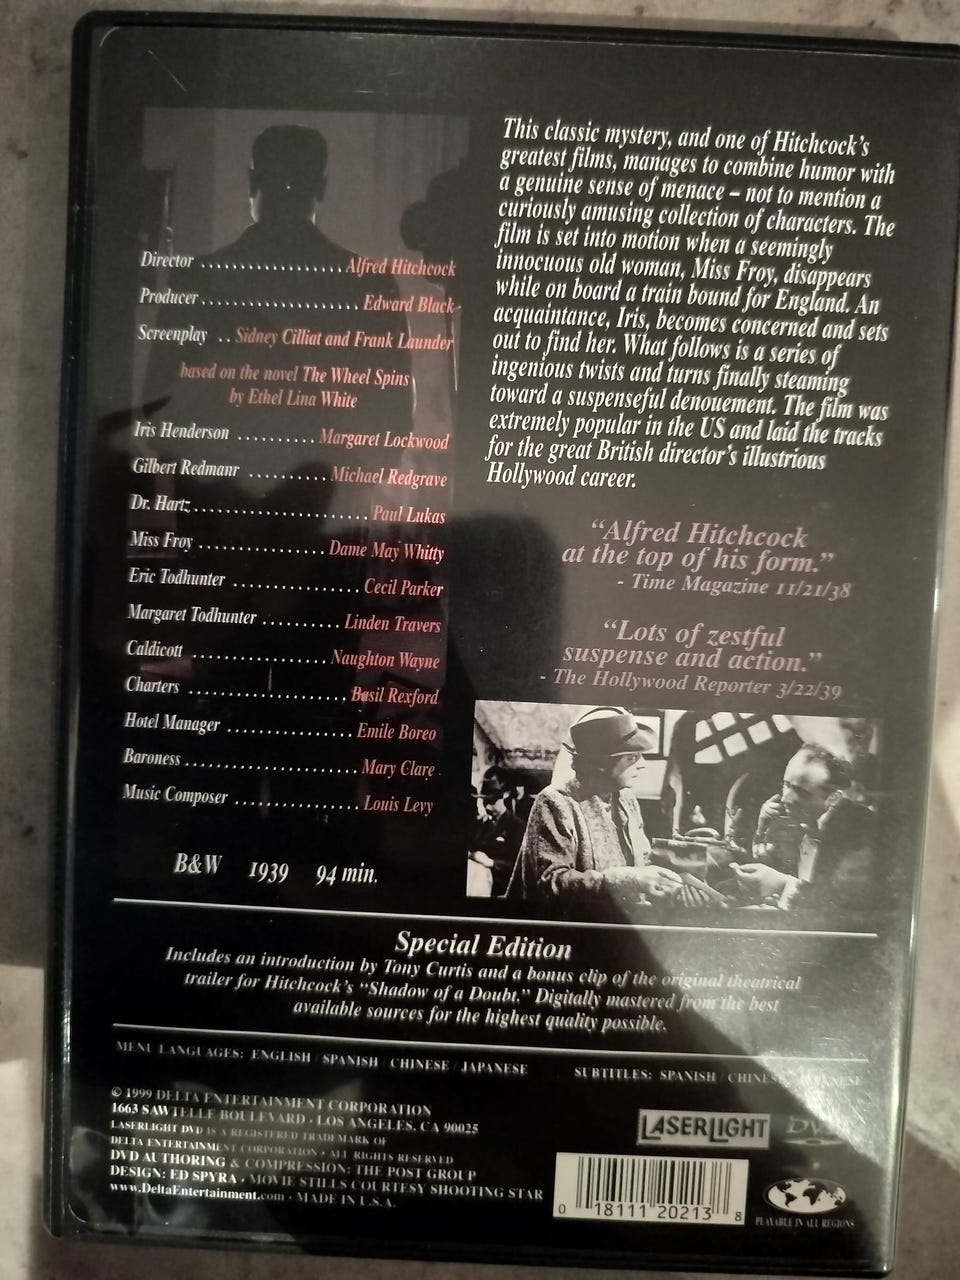 Director ..................... Alfred Hitchcock
Producer ....................... Edward Black
Screenplay .. Sidney Cilliat and Frank Launder
based on the novel The Wheel Spins
by Ethel Lina White
Iris Henderson .......... Margaret Lockwood
Gilbert Redmanr ............ Michael Redgrave
Dr. Hartz ........................... Paul Lukas
Miss Froy ................ Dame May Whitty
Eric Todhunter .................. Cecil Parker
Margaret Todhunter .......... Linden Travers
Caldicott ................. Naughton Wayne
Charters ...................... Basil Rexford
Hotel Manager ................ Emile Boreo
Baroness ....................... Mary Clare
Music Composer ................ Louis Levy
B&W 1939 94 min.
This classic mystery, and one of Hitchcock's
greatest films, manages to combine humor with
a genuine sense of menace – not to mention a
curiously amusing collection of characters. The
film is set into motion when a seemingly
innocuous old woman, Miss Froy, disappears
while on board a train bound for England. An
acquaintance, Iris, becomes concerned and sets
out to find her. What follows is a series of
ingenious twists and turns finally steaming
toward a suspenseful denouement. The film was
extremely popular in the US and laid the tracks
for the great British director's illustrious
Hollywood career.
“Alfred Hitchcock
at the top of his form.”
- Time Magazine 11/21/38
“Lots of zestful
suspense and action.”
- The Hollywood Reporter 3/22/39
Special Edition
Includes an introduction by Tony Curtis and a bonus clip of the original theatrical
trailer for Hitchcock's “Shadow of a Doubt.” Digitally mastered from the best
available sources for the highest quality possible.
MENU LANGUAGES: ENGLISH / SPANISH / CHINESE / JAPANESE
SUBTITLES: SPANISH / CHINESE / JAPANESE
© 1999 DELTA ENTERTAINMENT CORPORATION
1663 SAWTELLE BOULEVARD · LOS ANGELES, CA 90025
LASERLIGHT DVD IS A REGISTERED TRADEMARK OF
DELTA ENTERTAINMENT CORPORATION · ALL RIGHTS RESERVED
DVD AUTHORING & COMPRESSION: THE POST GROUP
DESIGN: ED SPYRA · MOVIE STILLS COURTESY SHOOTING STAR
www.DeltaEntertainment.com · MADE IN U.S.A.
LASERLIGHT DVD
0 18111 20213 8
PLAYABLE IN ALL REGIONS